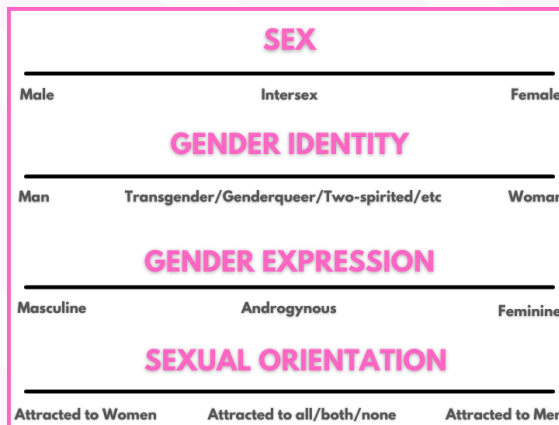 SEX
Male Intersex Female
GENDER IDENTITY
Man Transgender/Genderqueer/Two-spirited/etc Woman
GENDER EXPRESSION
Masculine Androgynous Feminine
SEXUAL ORIENTATION
Attracted to Women Attracted to all/both/none Attracted to Men